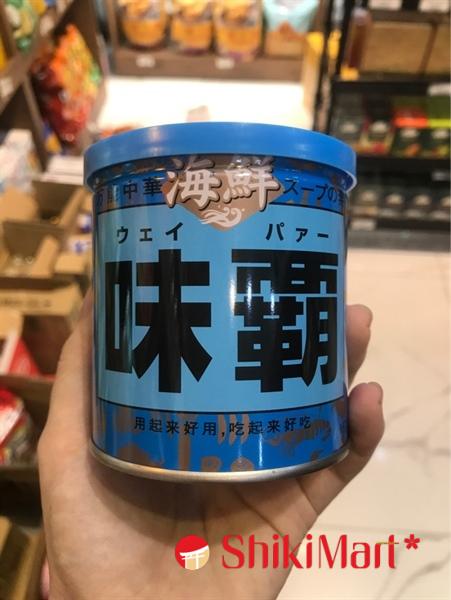 能中華 海鮮 スープの
ウェイ パァー
味覇
用起来好用,吃起来好吃
ShikiMart*